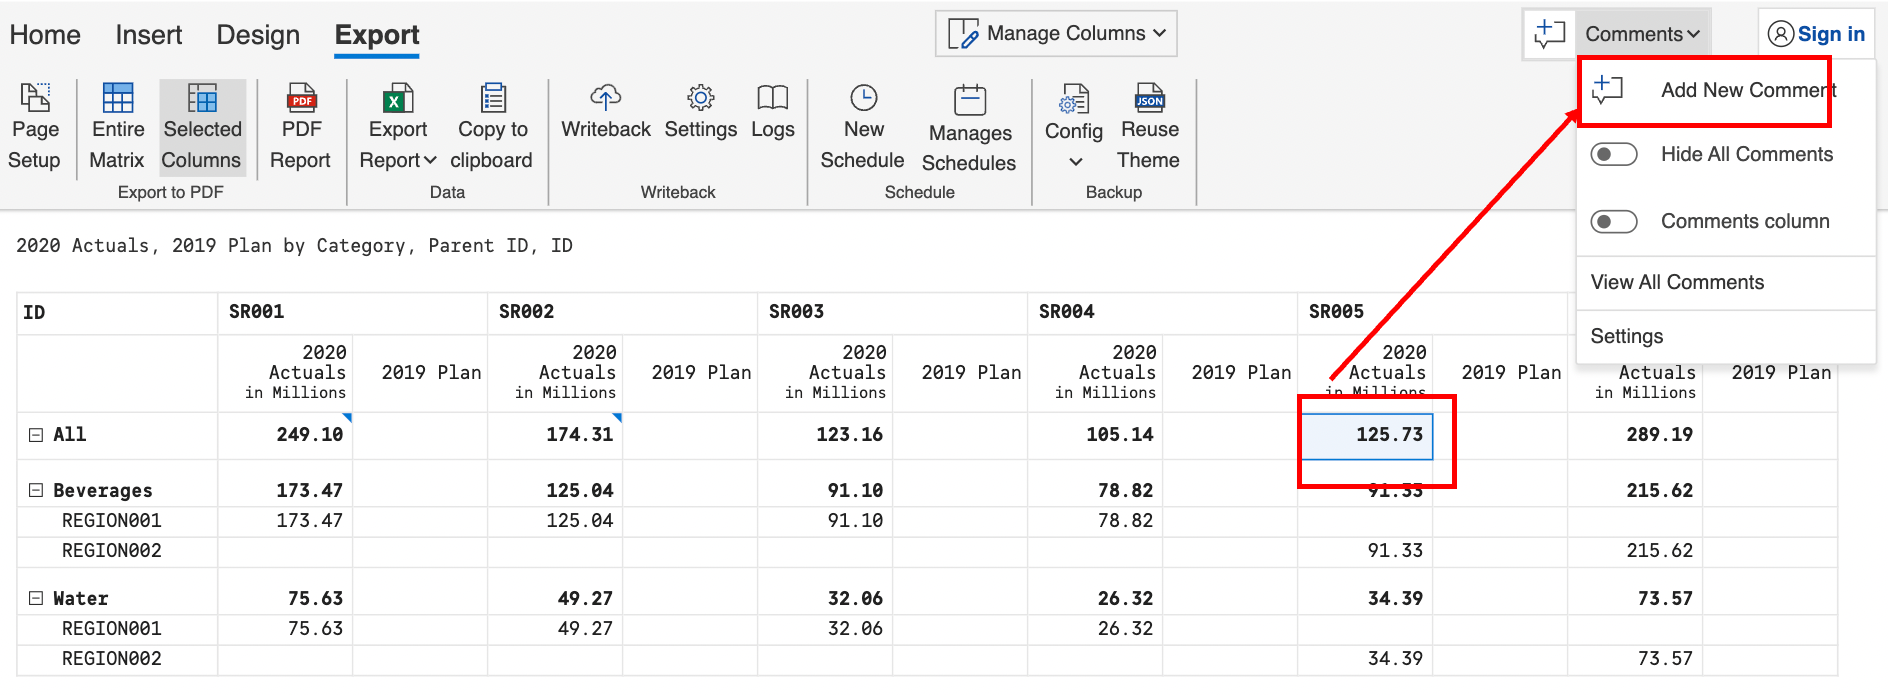 Home Insert Design Export Manage Columns Comments Sign in
Page Setup
Entire Matrix
Selected Columns
Export to PDF
PDF Report
Export Report
Copy to clipboard
Data
Writeback
Settings
Logs
Writeback
New Schedule
Manages Schedules
Schedule
Config
JSON
Reuse Theme
Backup
Add New Comment
Hide All Comments
Comments column
View All Comments
Settings
2020 Actuals, 2019 Plan by Category, Parent ID, ID
ID SR001 SR002 SR003 SR004 SR005
2020 Actuals in Millions 2019 Plan 2020 Actuals in Millions 2019 Plan 2020 Actuals in Millions 2019 Plan 2020 Actuals in Millions 2019 Plan 2020 Actuals in Millions 2019 Plan Actuals in Millions 2019 Plan
All 249.10 174.31 123.16 105.14 125.73 289.19
Beverages 173.47 125.04 91.10 78.82 91.33 215.62
REGION001 173.47 125.04 91.10 78.82
REGION002 91.33 215.62
Water 75.63 49.27 32.06 26.32 34.39 73.57
REGION001 75.63 49.27 32.06 26.32
REGION002 34.39 73.57